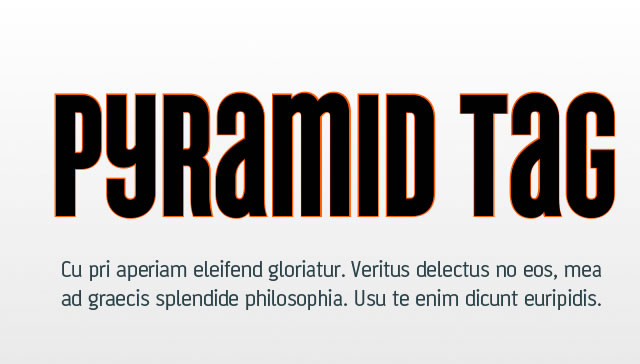 PyRamID TaG
Cu pri aperiam eleifend gloriatur. Veritus delectus no eos, mea
ad graecis splendide philosophia. Usu te enim dicunt euripidis.